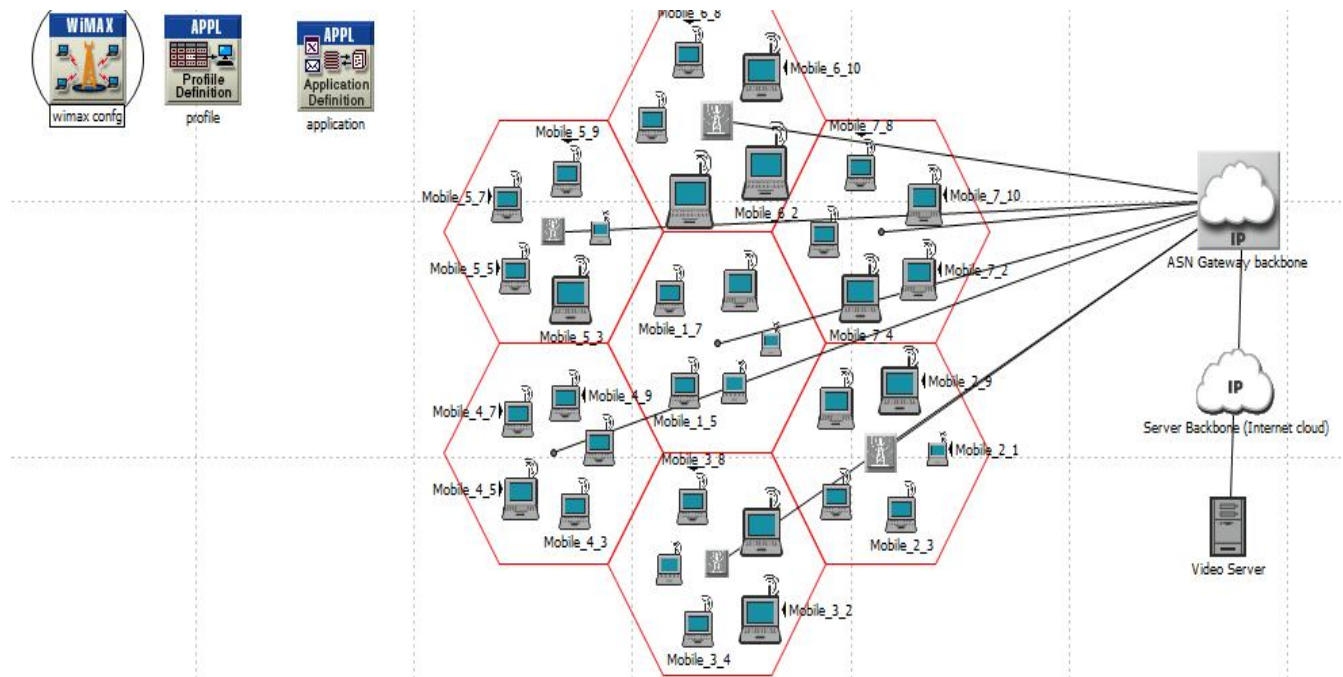 WiMAX
wimax confg
APPL
Profile
Definition
profile
APPL
Application
Definition
application
Mobile_6_8
Mobile_6_10
Mobile_5_9
Mobile_7_8
Mobile_5_7
Mobile_6_2
Mobile_7_10
IP
ASN Gateway backbone
Mobile_5_5
Mobile_7_2
Mobile_1_7
Mobile_5_3
Mobile_7_4
Mobile_4_9
Mobile_2_9
IP
Mobile_4_7
Mobile_1_5
Server Backbone (Internet cloud)
Mobile_2_1
Mobile_3_8
Mobile_4_5
Mobile_4_3
Mobile_2_3
Video Server
Mobile_3_2
Mobile_3_4